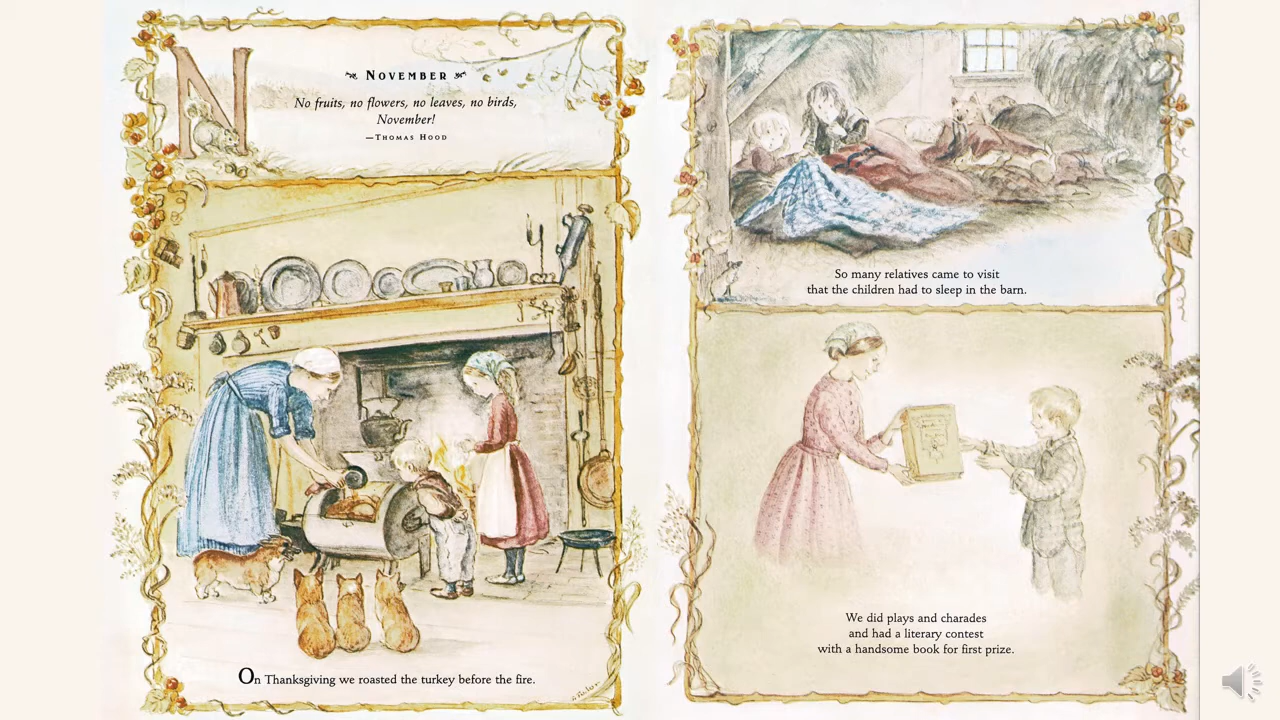 N
NOVEMBER
No fruits, no flowers, no leaves, no birds,
November!
—THOMAS HOOD
On Thanksgiving we roasted the turkey before the fire.
So many relatives came to visit
that the children had to sleep in the barn.
We did plays and charades
and had a literary contest
with a handsome book for first prize.